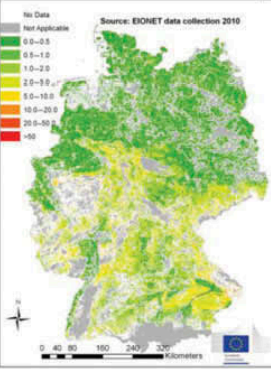 No Data
Source: EIONET data collection 2010
Not Applicable
0.0–0.5
0.5–1.0
1.0–2.0
2.0–5.0
5.0–10.0
10.0–20.0
20.0–50.0
>50
N
0 40 80 160 240 320
Kilometers